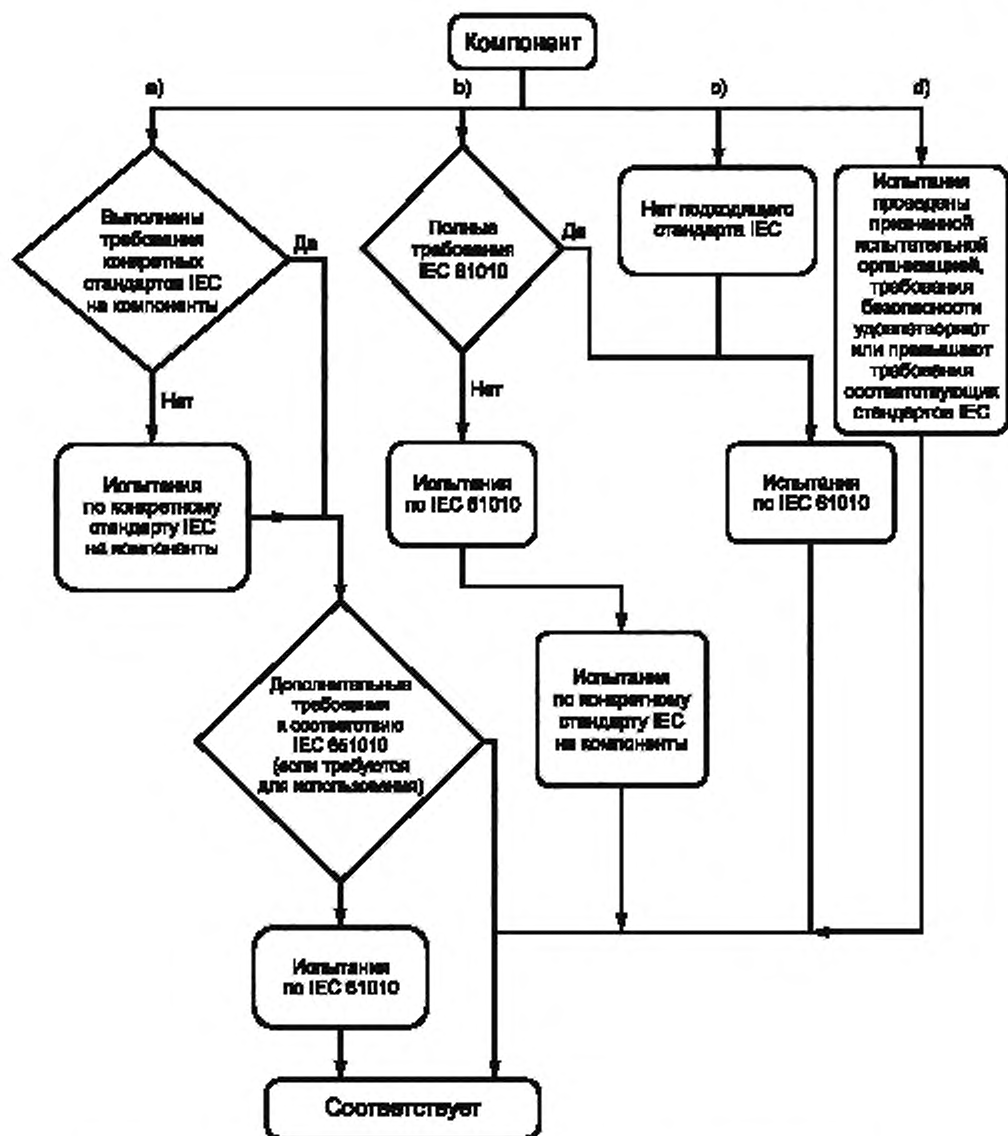 Компонент
a)
b)
c)
d)
Выполнены
требования
конкретных
стандартов IEC
на компоненты
Да
Нет
Полные
требования
IEC 61010
Да
Нет
Нет подходящего
стандарта IEC
Испытания
проведены
признанной
испытательной
организацией,
требования
безопасности
удовлетворяют
или превышают
требования
соответствующих
стандартов IEC
Испытания
по конкретному
стандарту IEC
на компоненты
Испытания
по IEC 61010
Испытания
по IEC 61010
Дополнительные
требования
к соответствию
IEC 651010
(если требуются
для использования)
Испытания
по конкретному
стандарту IEC
на компоненты
Испытания
по IEC 61010
Соответствует